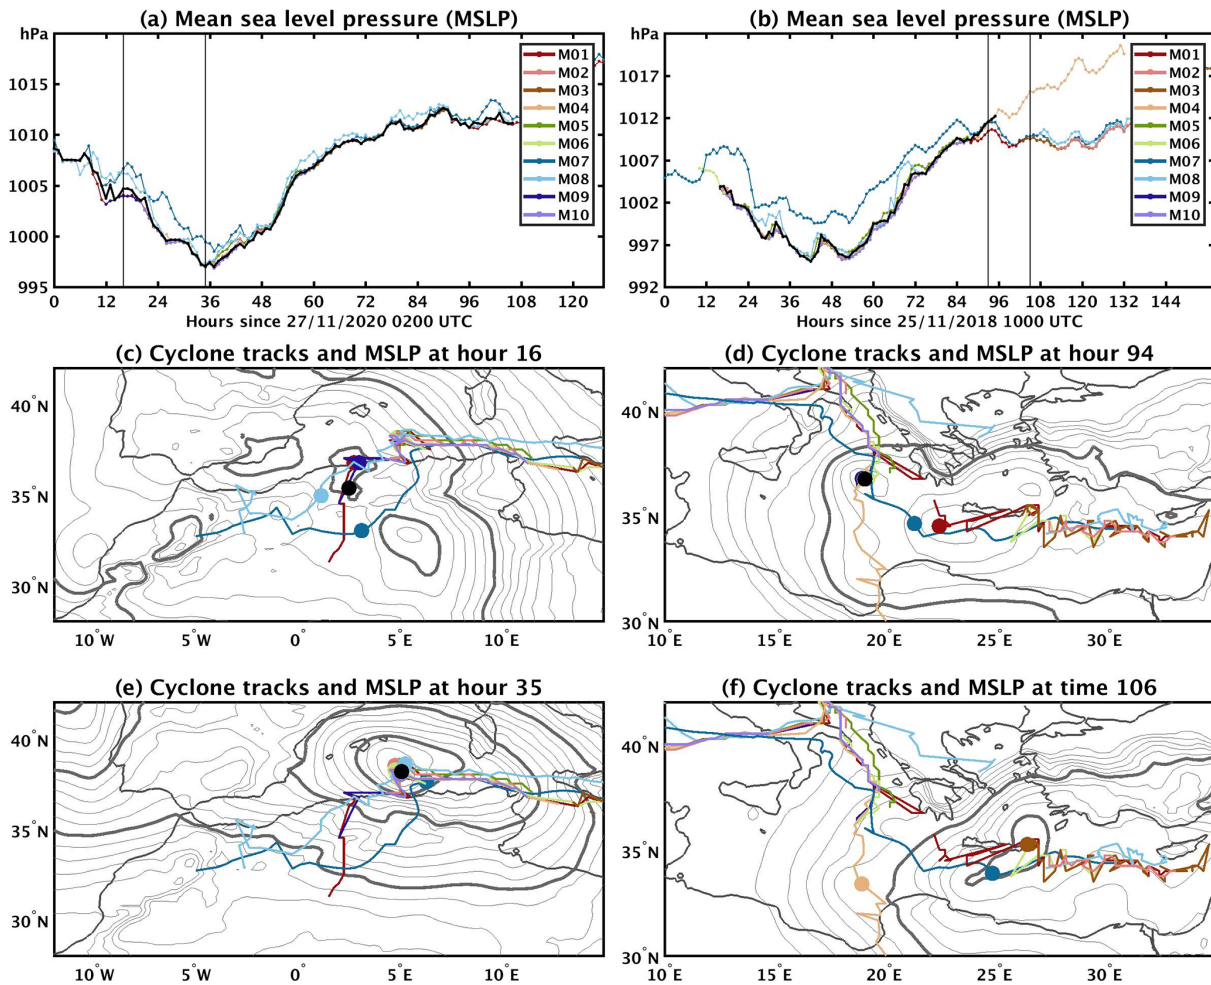 (a) Mean sea level pressure (MSLP)
hPa
1015
1010
1005
1000
995
0 12 24 36 48 60 72 84 96 108 120
Hours since 27/11/2020 0200 UTC
M01
M02
M03
M04
M05
M06
M07
M08
M09
M10
(b) Mean sea level pressure (MSLP)
hPa
1017
1012
1007
1002
997
992
0 12 24 36 48 60 72 84 96 108 120 132 144
Hours since 25/11/2018 1000 UTC
M01
M02
M03
M04
M05
M06
M07
M08
M09
M10
(c) Cyclone tracks and MSLP at hour 16
40°N
35°N
30°N
10°W 5°W 0° 5°E 10°E
(d) Cyclone tracks and MSLP at hour 94
40°N
35°N
30°N
10°E 15°E 20°E 25°E 30°E
(e) Cyclone tracks and MSLP at hour 35
40°N
35°N
30°N
10°W 5°W 0° 5°E 10°E
(f) Cyclone tracks and MSLP at time 106
40°N
35°N
30°N
10°E 15°E 20°E 25°E 30°E